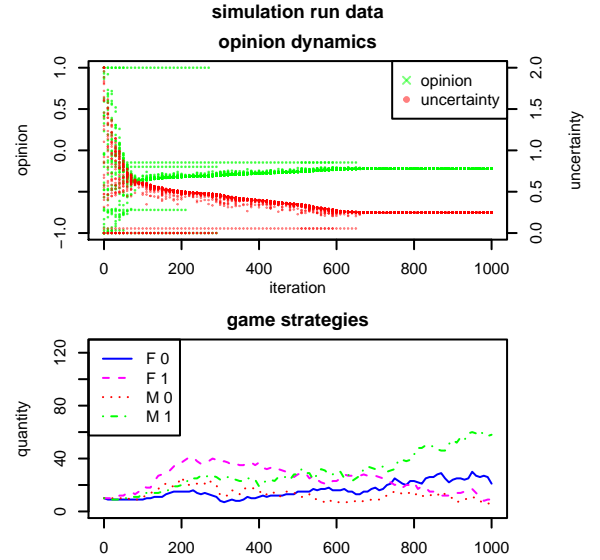 simulation run data
opinion dynamics
1.0
0.5
0.0
−1.0
opinion
2.0
1.5
1.0
0.5
0.0
uncertainty
opinion
uncertainty
0 200 400 600 800 1000
iteration
game strategies
120
80
40
0
quantity
F 0
F 1
M 0
M 1
0 200 400 600 800 1000